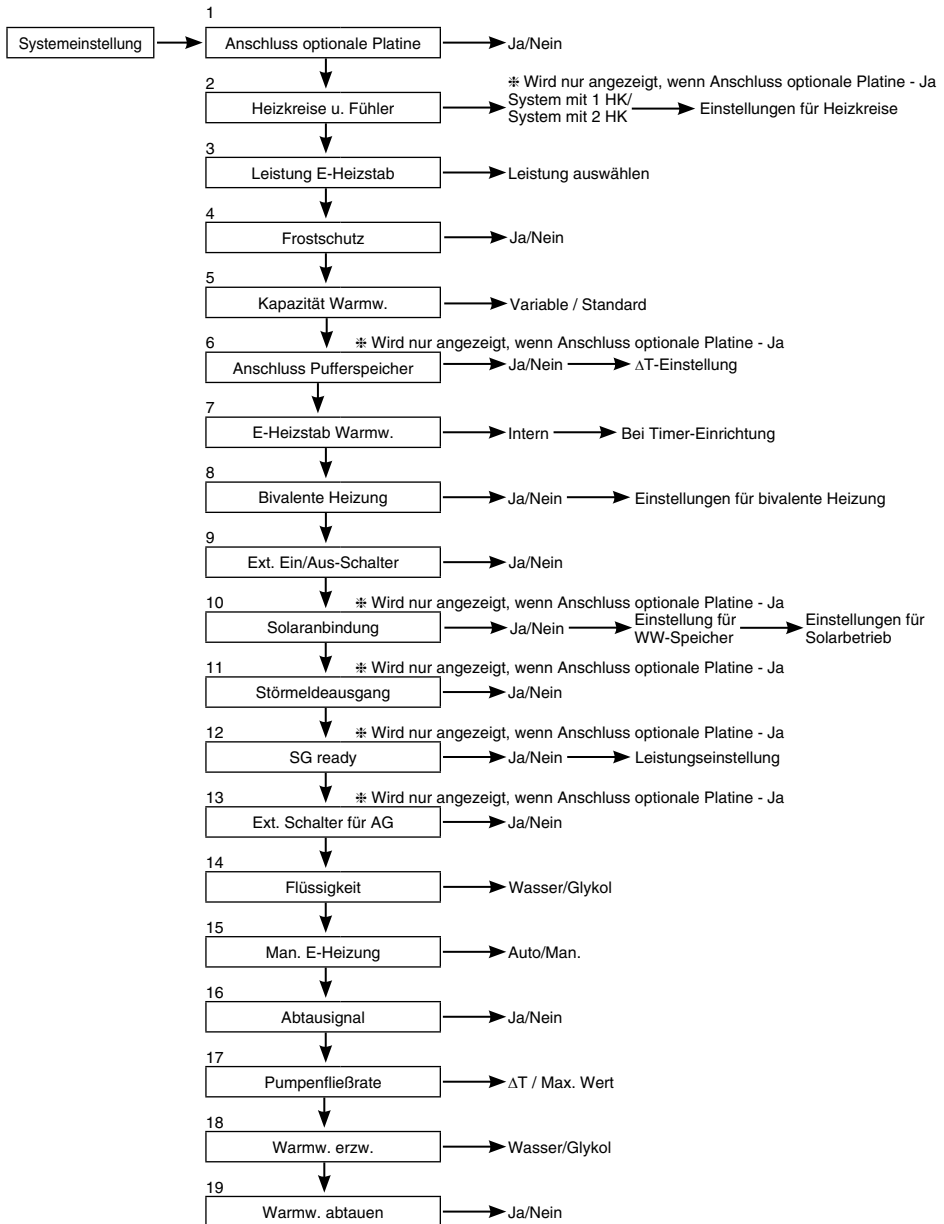 1
Systemeinstellung
Anschluss optionale Platine
Ja/Nein
2
❈ Wird nur angezeigt, wenn Anschluss optionale Platine - Ja
Heizkreise u. Fühler
System mit 1 HK/
System mit 2 HK
Einstellungen für Heizkreise
3
Leistung E-Heizstab
Leistung auswählen
4
Frostschutz
Ja/Nein
5
Kapazität Warmw.
Variable / Standard
6
❈ Wird nur angezeigt, wenn Anschluss optionale Platine - Ja
Anschluss Pufferspeicher
Ja/Nein
ΔT-Einstellung
7
E-Heizstab Warmw.
Intern
Bei Timer-Einrichtung
8
Bivalente Heizung
Ja/Nein
Einstellungen für bivalente Heizung
9
Ext. Ein/Aus-Schalter
Ja/Nein
10
❈ Wird nur angezeigt, wenn Anschluss optionale Platine - Ja
Solaranbindung
Ja/Nein
Einstellung für
WW-Speicher
Einstellungen für
Solarbetrieb
11
❈ Wird nur angezeigt, wenn Anschluss optionale Platine - Ja
Störmeldeausgang
Ja/Nein
12
❈ Wird nur angezeigt, wenn Anschluss optionale Platine - Ja
SG ready
Ja/Nein
Leistungseinstellung
13
❈ Wird nur angezeigt, wenn Anschluss optionale Platine - Ja
Ext. Schalter für AG
Ja/Nein
14
Flüssigkeit
Wasser/Glykol
15
Man. E-Heizung
Auto/Man.
16
Abtausignal
Ja/Nein
17
Pumpenfließrate
ΔT / Max. Wert
18
Warmw. erzw.
Wasser/Glykol
19
Warmw. abtauen
Ja/Nein